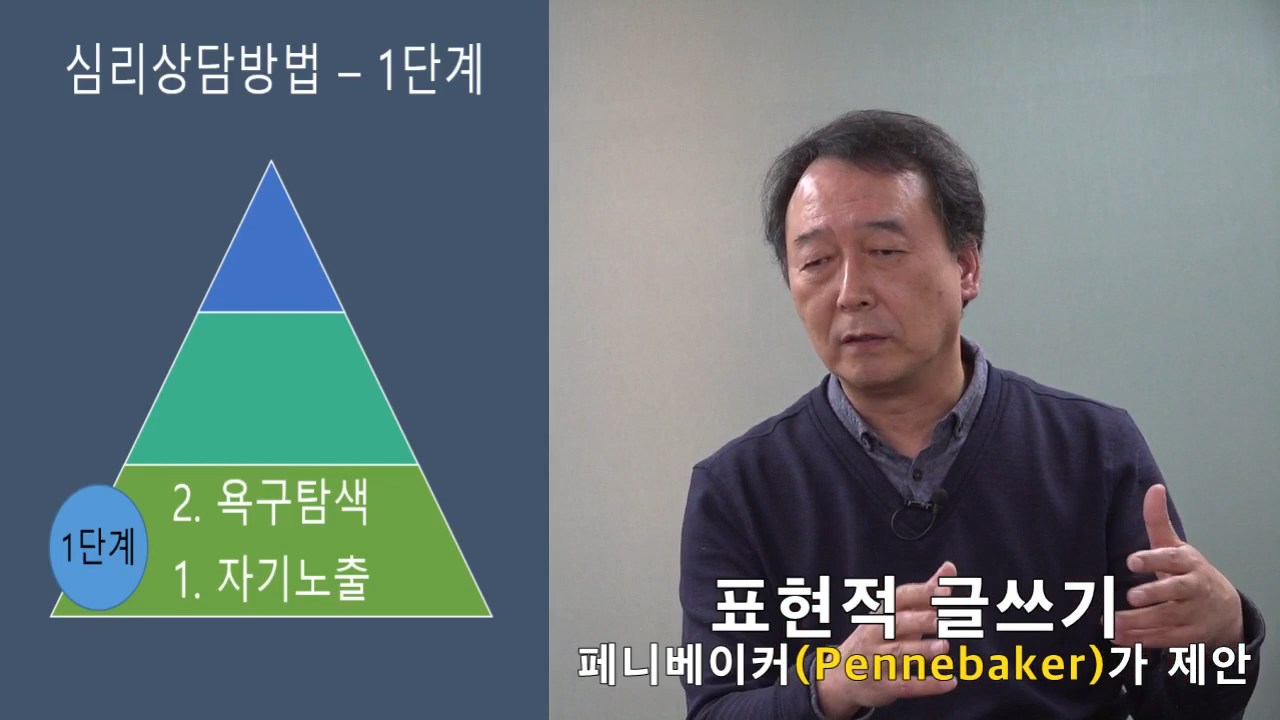 심리상담방법 – 1단계
2. 욕구탐색
1단계
1. 자기노출
표현적 글쓰기
페니베이커(Pennebaker)가 제안